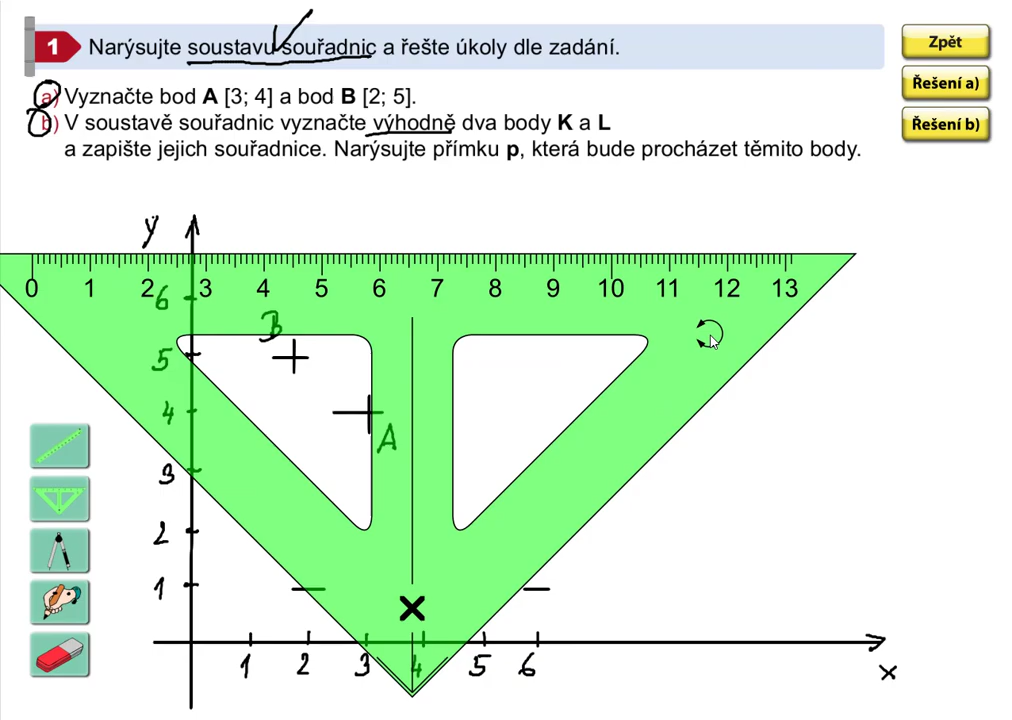 1 Narýsujte soustavu souřadnic a řešte úkoly dle zadání.
Zpět
Řešení a)
Řešení b)
a) Vyznačte bod A [3; 4] a bod B [2; 5].
b) V soustavě souřadnic vyznačte výhodně dva body K a L
a zapište jejich souřadnice. Narýsujte přímku p, která bude procházet těmito body.
y
0 1 2 3 4 5 6 7 8 9 10 11 12 13
6
B
5
4
A
3
2
1
1 2 3 4 5 6
x